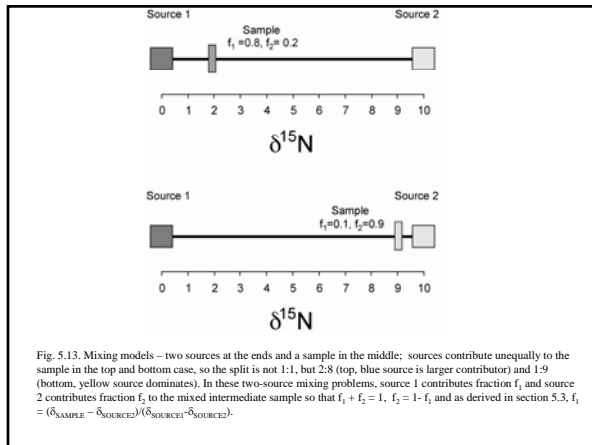 Source 1 Source 2
Sample
f₁ =0.8, f₂= 0.2
0 1 2 3 4 5 6 7 8 9 10
δ¹⁵N
Source 1 Source 2
Sample
f₁=0.1, f₂=0.9
0 1 2 3 4 5 6 7 8 9 10
δ¹⁵N
Fig. 5.13. Mixing models – two sources at the ends and a sample in the middle; sources contribute unequally to the
sample in the top and bottom case, so the split is not 1:1, but 2:8 (top, blue source is larger contributor) and 1:9
(bottom, yellow source dominates). In these two-source mixing problems, source 1 contributes fraction f₁ and source
2 contributes fraction f₂ to the mixed intermediate sample so that f₁ + f₂ = 1, f₂ = 1- f₁ and as derived in section 5.3, f₁
= (δSAMPLE – δSOURCE2)/(δSOURCE1-δSOURCE2).